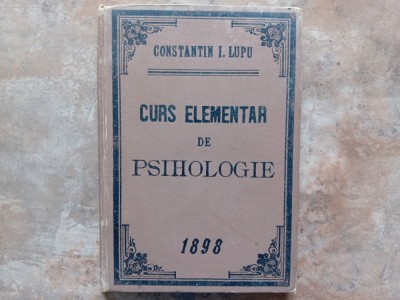 CONSTANTIN I. LUPU
CURS ELEMENTAR
DE
PSIHOLOGIE
1898